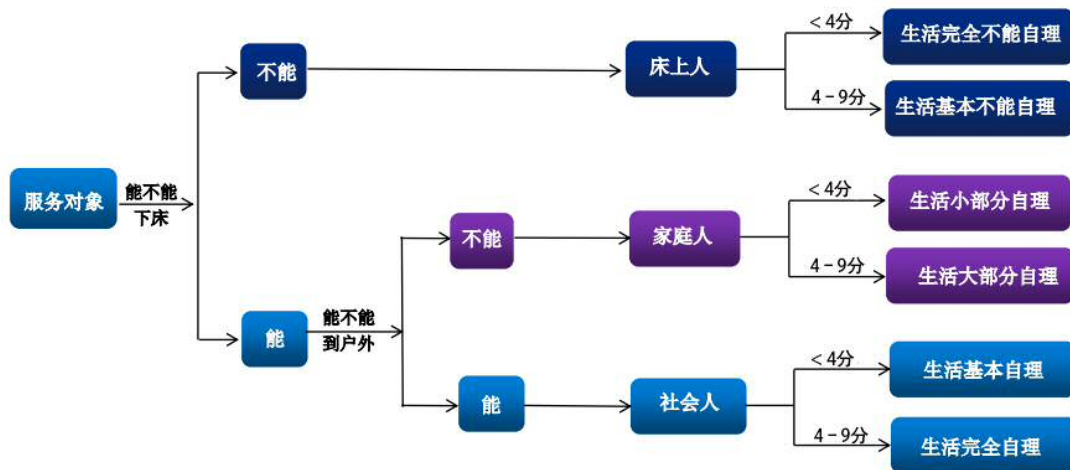 服务对象
能不能
下床
不能
床上人
< 4分
生活完全不能自理
4-9分
生活基本不能自理
能
能不能
到户外
不能
家庭人
< 4分
生活小部分自理
4-9分
生活大部分自理
能
社会人
< 4分
生活基本自理
4-9分
生活完全自理